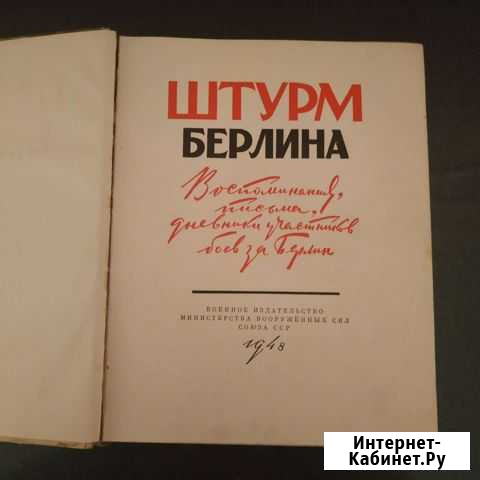 ШТУРМ
БЕРЛИНА
Воспоминания,
письма,
дневники участников
боев за Берлин
ВОЕННОЕ ИЗДАТЕЛЬСТВО
МИНИСТЕРСТВА ВООРУЖЁННЫХ СИЛ
СОЮЗА ССР
1948
Интернет-
Кабинет.Ру